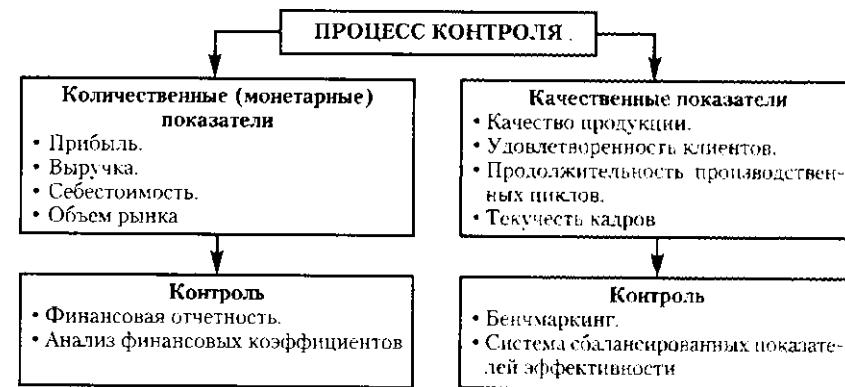 ПРОЦЕСС КОНТРОЛЯ
Количественные (монетарные)
показатели
• Прибыль.
• Выручка.
• Себестоимость.
• Объем рынка
Качественные показатели
• Качество продукции.
• Удовлетворенность клиентов.
• Продолжительность производствен-
ных циклов.
• Текучесть кадров
Контроль
• Финансовая отчетность.
• Анализ финансовых коэффициентов
Контроль
• Бенчмаркинг.
• Система сбалансированных показате-
лей эффективности